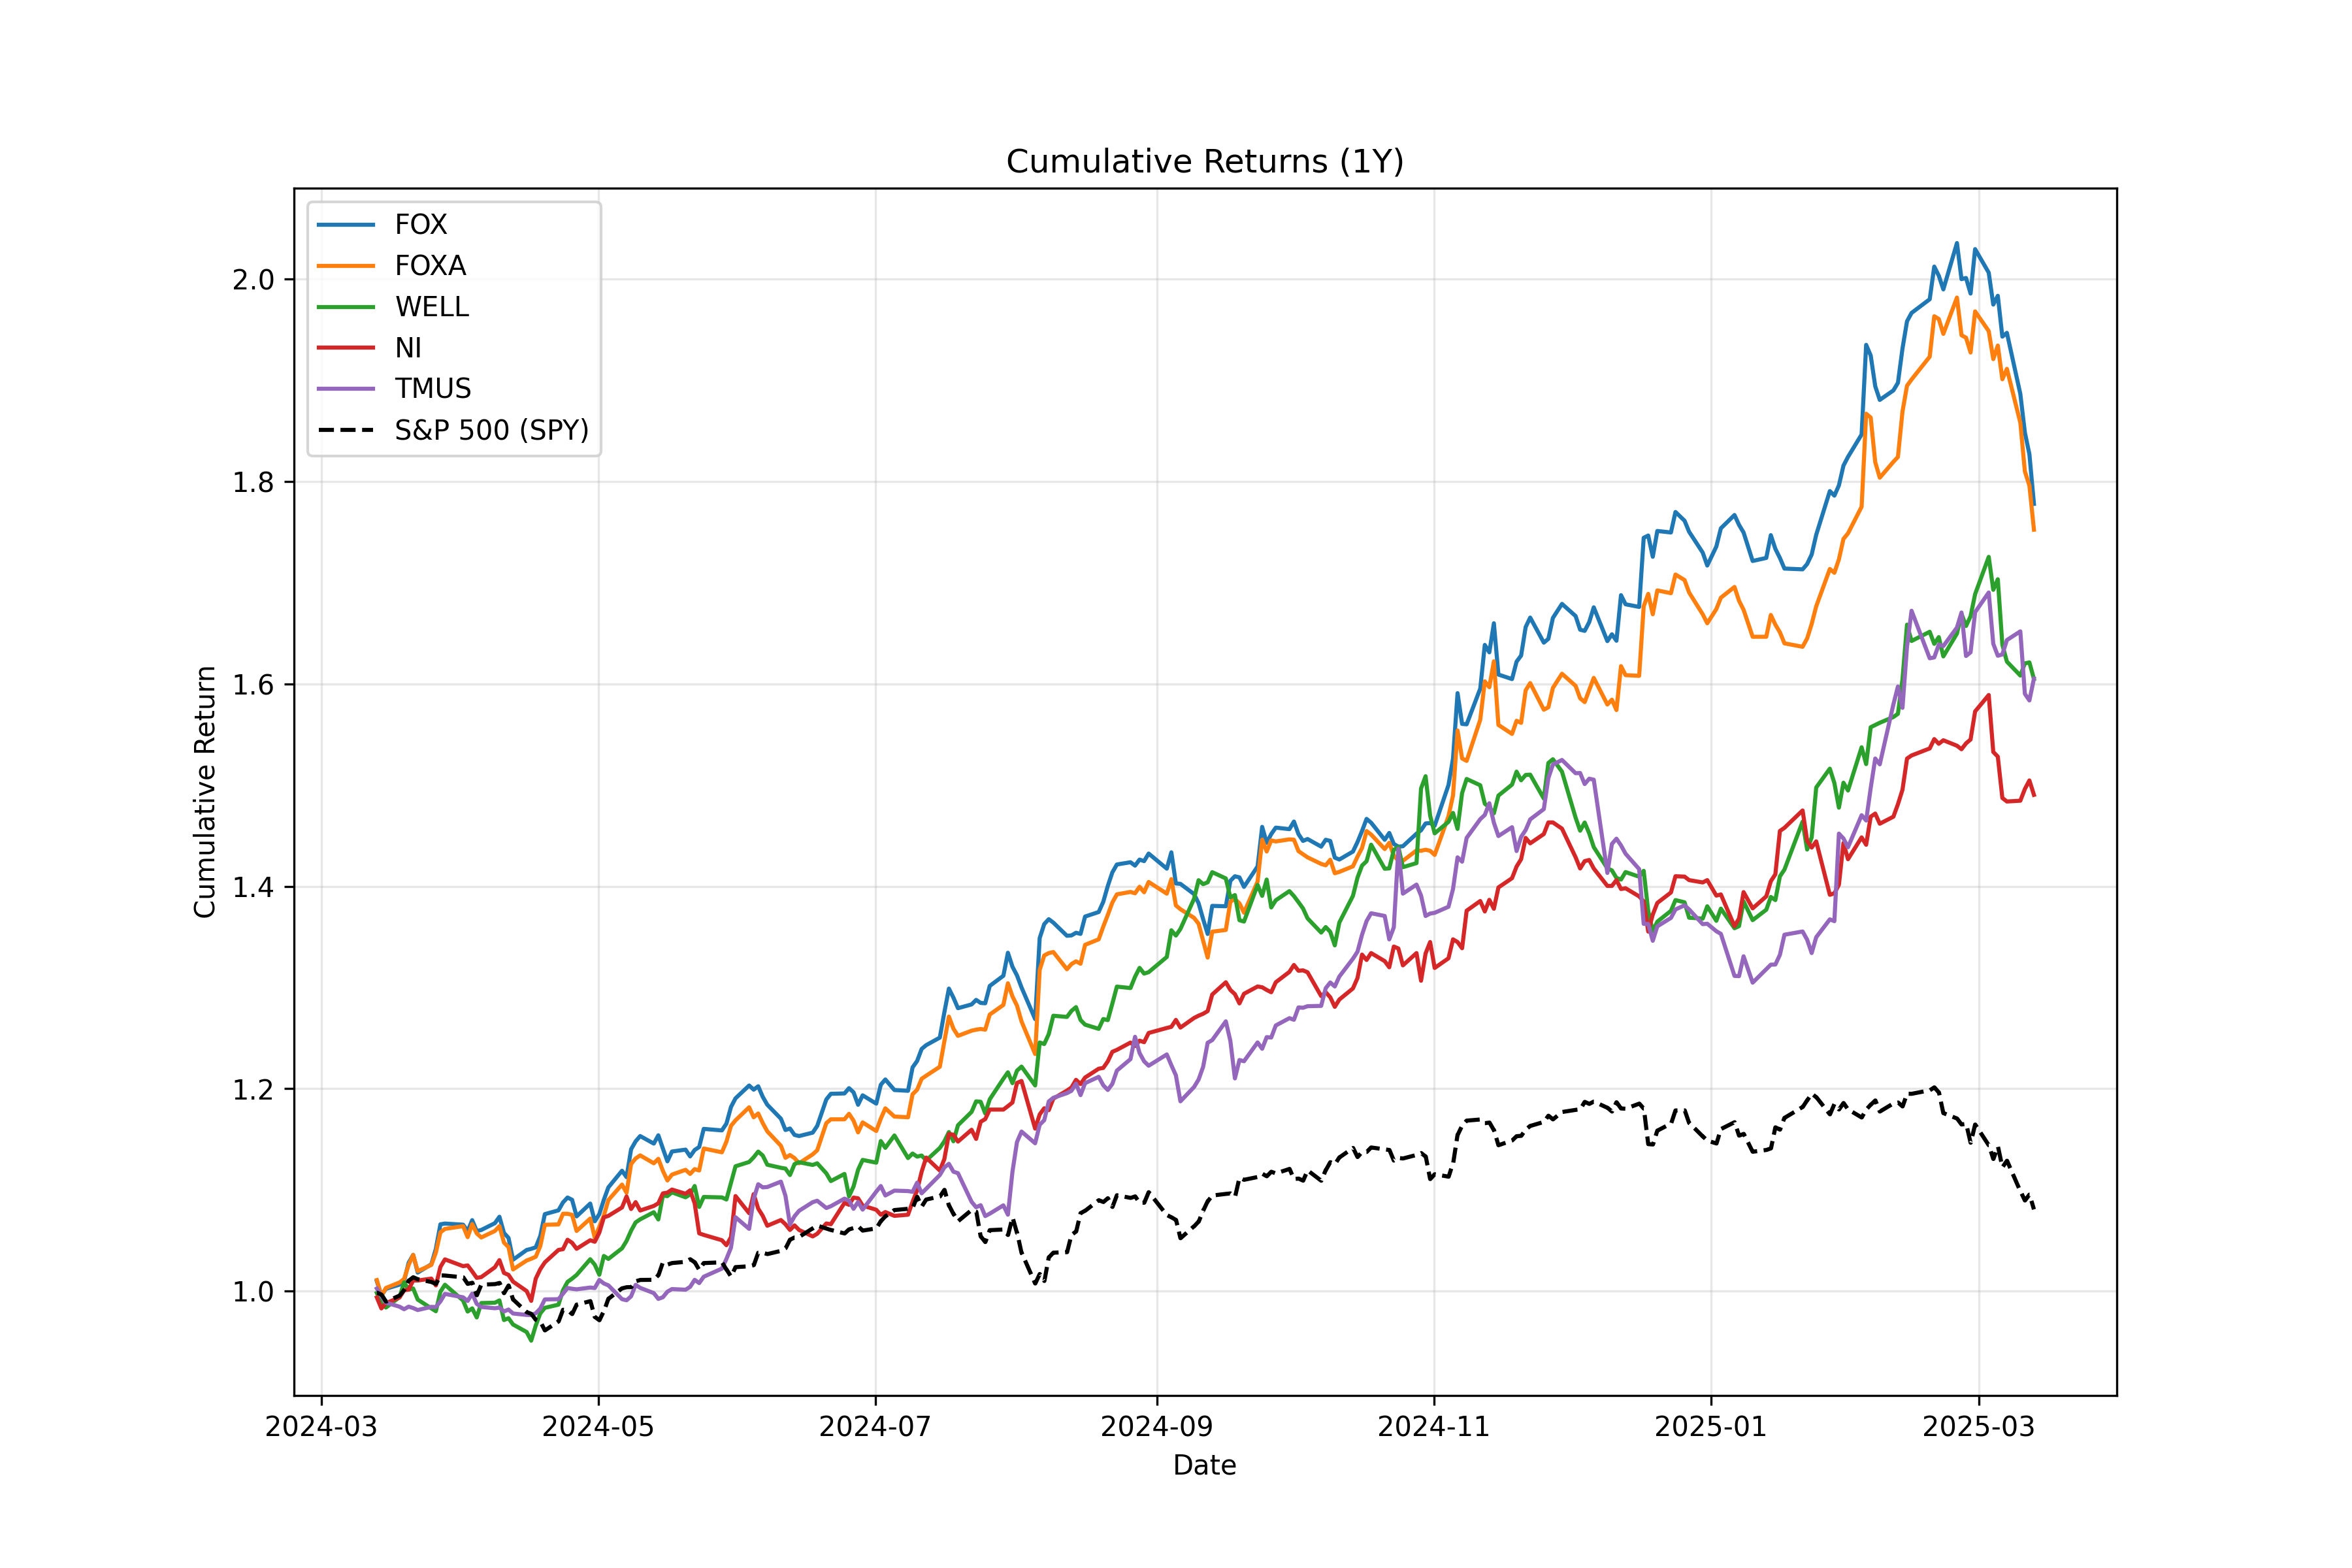 Cumulative Returns (1Y)
FOX
FOXA
WELL
NI
TMUS
S&P 500 (SPY)
Cumulative Return
2.0
1.8
1.6
1.4
1.2
1.0
2024-03 2024-05 2024-07 2024-09 2024-11 2025-01 2025-03
Date